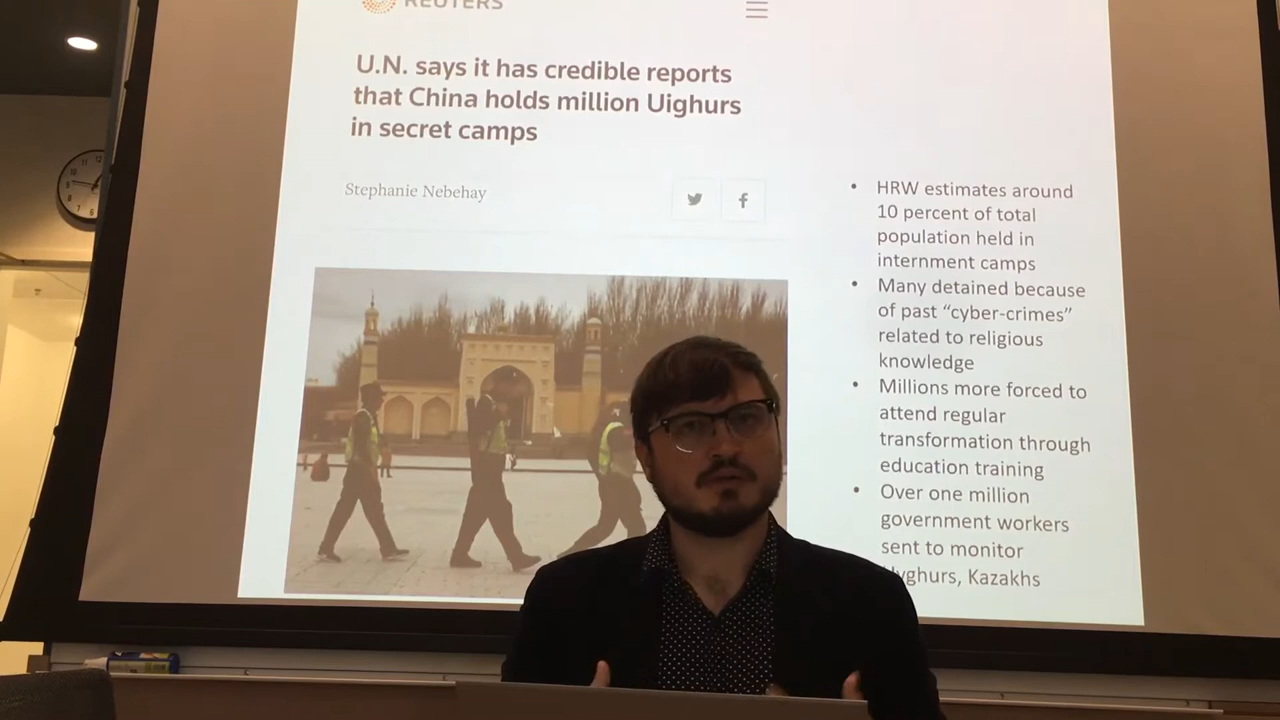 REUTERS
U.N. says it has credible reports
that China holds million Uighurs
in secret camps
Stephanie Nebehay
• HRW estimates around
10 percent of total
population held in
internment camps
• Many detained because
of past “cyber-crimes”
related to religious
knowledge
• Millions more forced to
attend regular
transformation through
education training
• Over one million
government workers
sent to monitor
Uyghurs, Kazakhs